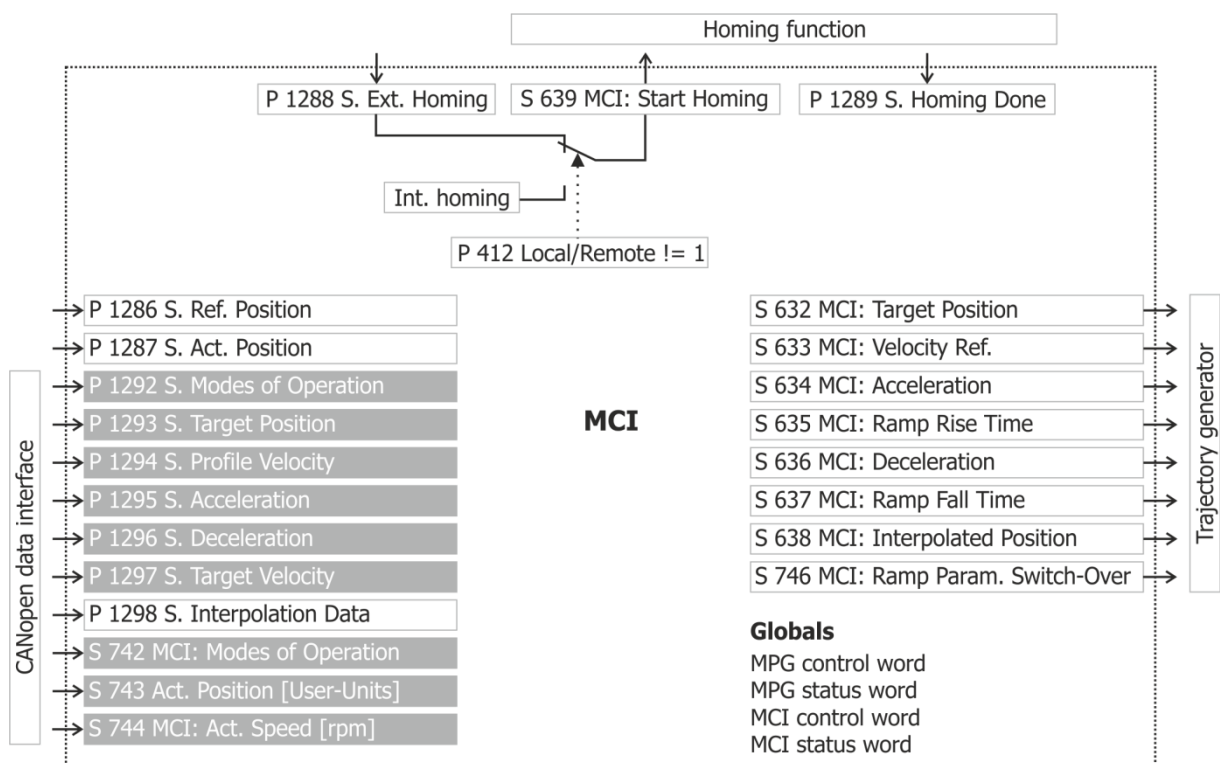 Homing function
P 1288 S. Ext. Homing
S 639 MCI: Start Homing
P 1289 S. Homing Done
Int. homing
P 412 Local/Remote != 1
CANopen data interface
P 1286 S. Ref. Position
P 1287 S. Act. Position
P 1292 S. Modes of Operation
P 1293 S. Target Position
P 1294 S. Profile Velocity
P 1295 S. Acceleration
P 1296 S. Deceleration
P 1297 S. Target Velocity
P 1298 S. Interpolation Data
S 742 MCI: Modes of Operation
S 743 Act. Position [User-Units]
S 744 MCI: Act. Speed [rpm]
MCI
S 632 MCI: Target Position
S 633 MCI: Velocity Ref.
S 634 MCI: Acceleration
S 635 MCI: Ramp Rise Time
S 636 MCI: Deceleration
S 637 MCI: Ramp Fall Time
S 638 MCI: Interpolated Position
S 746 MCI: Ramp Param. Switch-Over
Trajectory generator
Globals
MPG control word
MPG status word
MCI control word
MCI status word